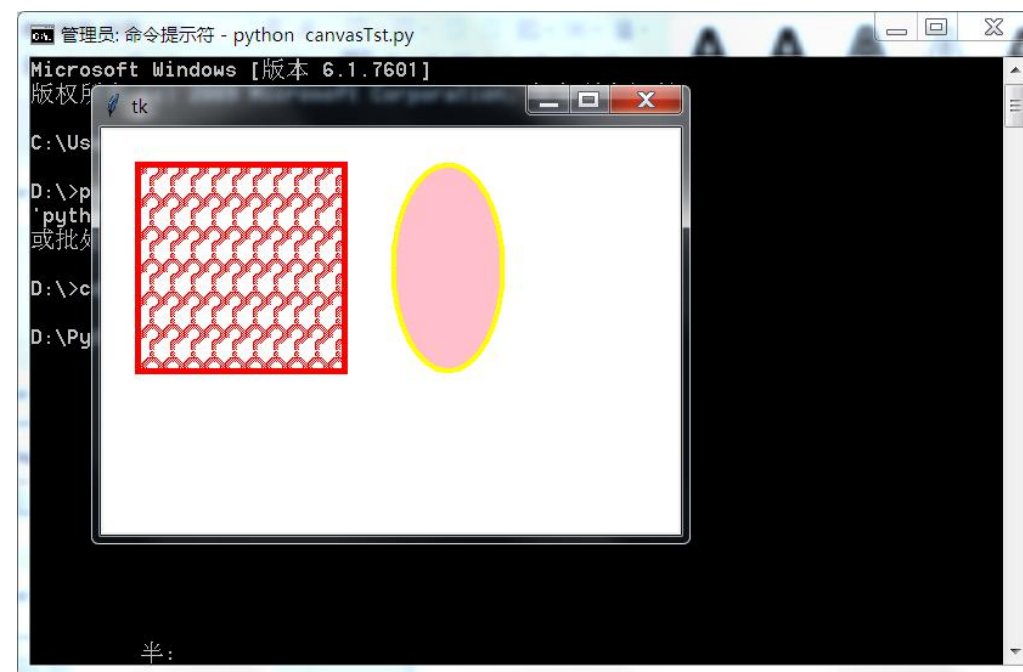 管理员: 命令提示符 - python canvasTst.py
Microsoft Windows [版本 6.1.7601]
版权所
tk
C:\Us
D:\>p
'pyth
或批处
D:\>c
D:\Py
半: